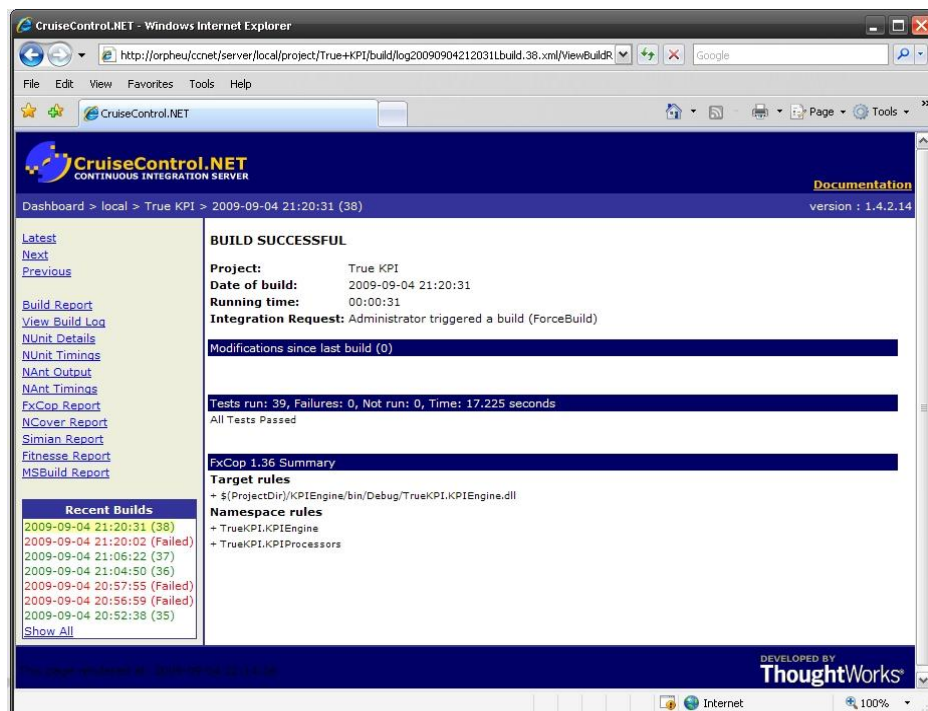 CruiseControl.NET - Windows Internet Explorer
http://orpheu/ccnet/server/local/project/True+KPI/build/log20090904212031Lbuild.38.xml/ViewBuildR
Google
File Edit View Favorites Tools Help
CruiseControl.NET
Page Tools
CruiseControl.NET
CONTINUOUS INTEGRATION SERVER
Documentation
Dashboard > local > True KPI > 2009-09-04 21:20:31 (38)
version : 1.4.2.14
Latest
Next
Previous
Build Report
View Build Log
NUnit Details
NUnit Timings
NAnt Output
NAnt Timings
FxCop Report
NCover Report
Simian Report
Fitnesse Report
MSBuild Report
Recent Builds
2009-09-04 21:20:31 (38)
2009-09-04 21:20:02 (Failed)
2009-09-04 21:06:22 (37)
2009-09-04 21:04:50 (36)
2009-09-04 20:57:55 (Failed)
2009-09-04 20:56:59 (Failed)
2009-09-04 20:52:38 (35)
Show All
BUILD SUCCESSFUL
Project: True KPI
Date of build: 2009-09-04 21:20:31
Running time: 00:00:31
Integration Request: Administrator triggered a build (ForceBuild)
Modifications since last build (0)
Tests run: 39, Failures: 0, Not run: 0, Time: 17.225 seconds
All Tests Passed
FxCop 1.36 Summary
Target rules
+ $(ProjectDir)/KPIEngine/bin/Debug/TrueKPI.KPIEngine.dll
Namespace rules
+ TrueKPI.KPIEngine
+ TrueKPI.KPIProcessors
DEVELOPED BY
ThoughtWorks®
Internet
100%